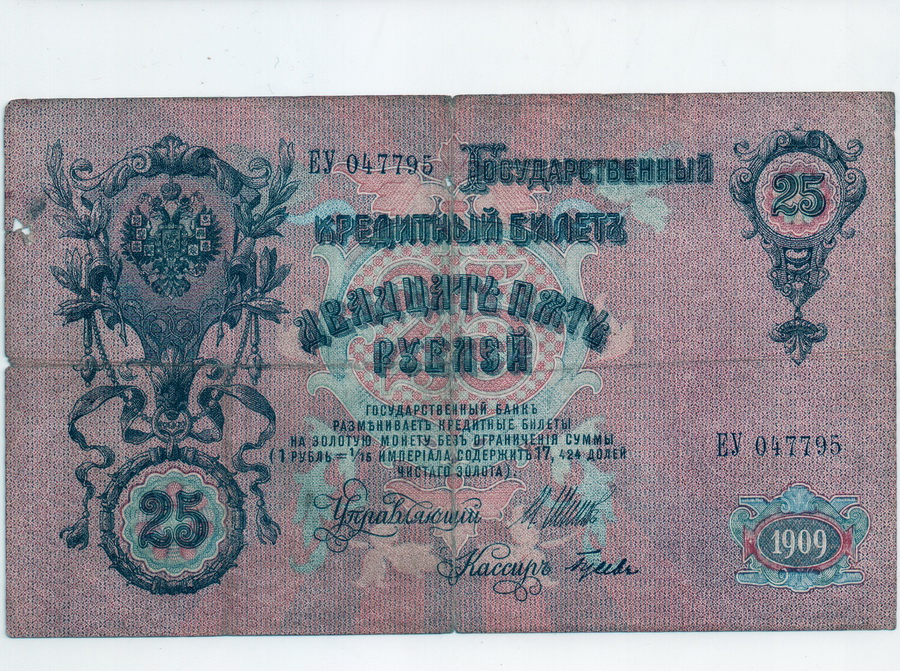 ЕУ 047795
Государственный
25
Кредитный Билетъ
Двадцать Пять
Рублей
ГОСУДАРСТВЕННЫЙ БАНКЪ
РАЗМѢНИВАЕТЪ КРЕДИТНЫЕ БИЛЕТЫ
НА ЗОЛОТУЮ МОНЕТУ БЕЗЪ ОГРАНИЧЕНІЯ СУММЫ
(1 РУБЛЬ = 1/15 ИМПЕРІАЛА, СОДЕРЖИТЪ 17,424 ДОЛЕЙ
ЧИСТАГО ЗОЛОТА).
ЕУ 047795
25
Управляющій
1909
Кассиръ